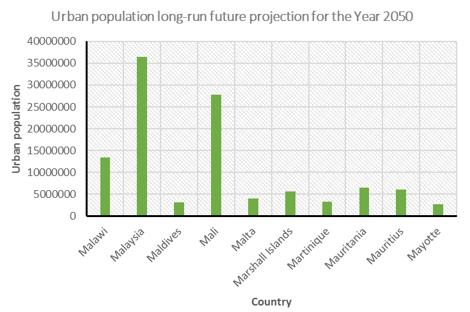 Urban population long-run future projection for the Year 2050
40000000
35000000
30000000
25000000
20000000
15000000
10000000
5000000
0
Urban population
Malawi
Malaysia
Maldives
Mali
Malta
Marshall Islands
Martinique
Mauritania
Mauritius
Mayotte
Country